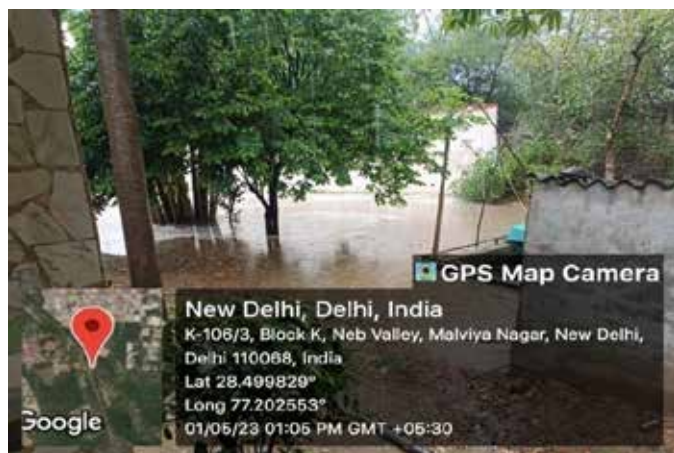 GPS Map Camera
New Delhi, Delhi, India
K-106/3, Block K, Neb Valley, Malviya Nagar, New Delhi,
Delhi 110068, India
Lat 28.499829°
Long 77.202553°
01/05/23 01:05 PM GMT +05:30
Google